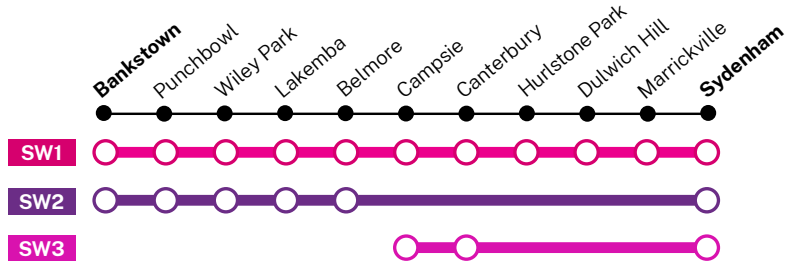 Bankstown
Punchbowl
Wiley Park
Lakemba
Belmore
Campsie
Canterbury
Hurlstone Park
Dulwich Hill
Marrickville
Sydenham
SW1
SW2
SW3